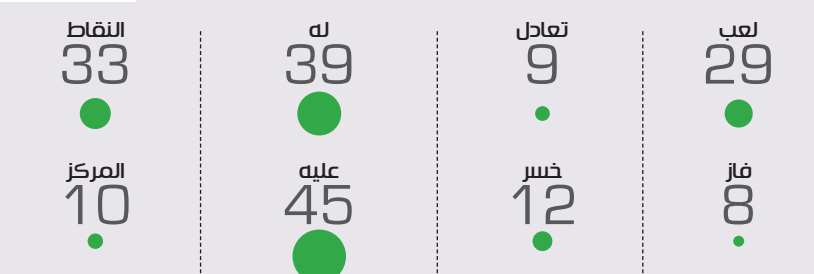 لعب
29
تعادل
9
له
39
النقاط
33
فاز
8
خسر
12
عليه
45
المركز
10